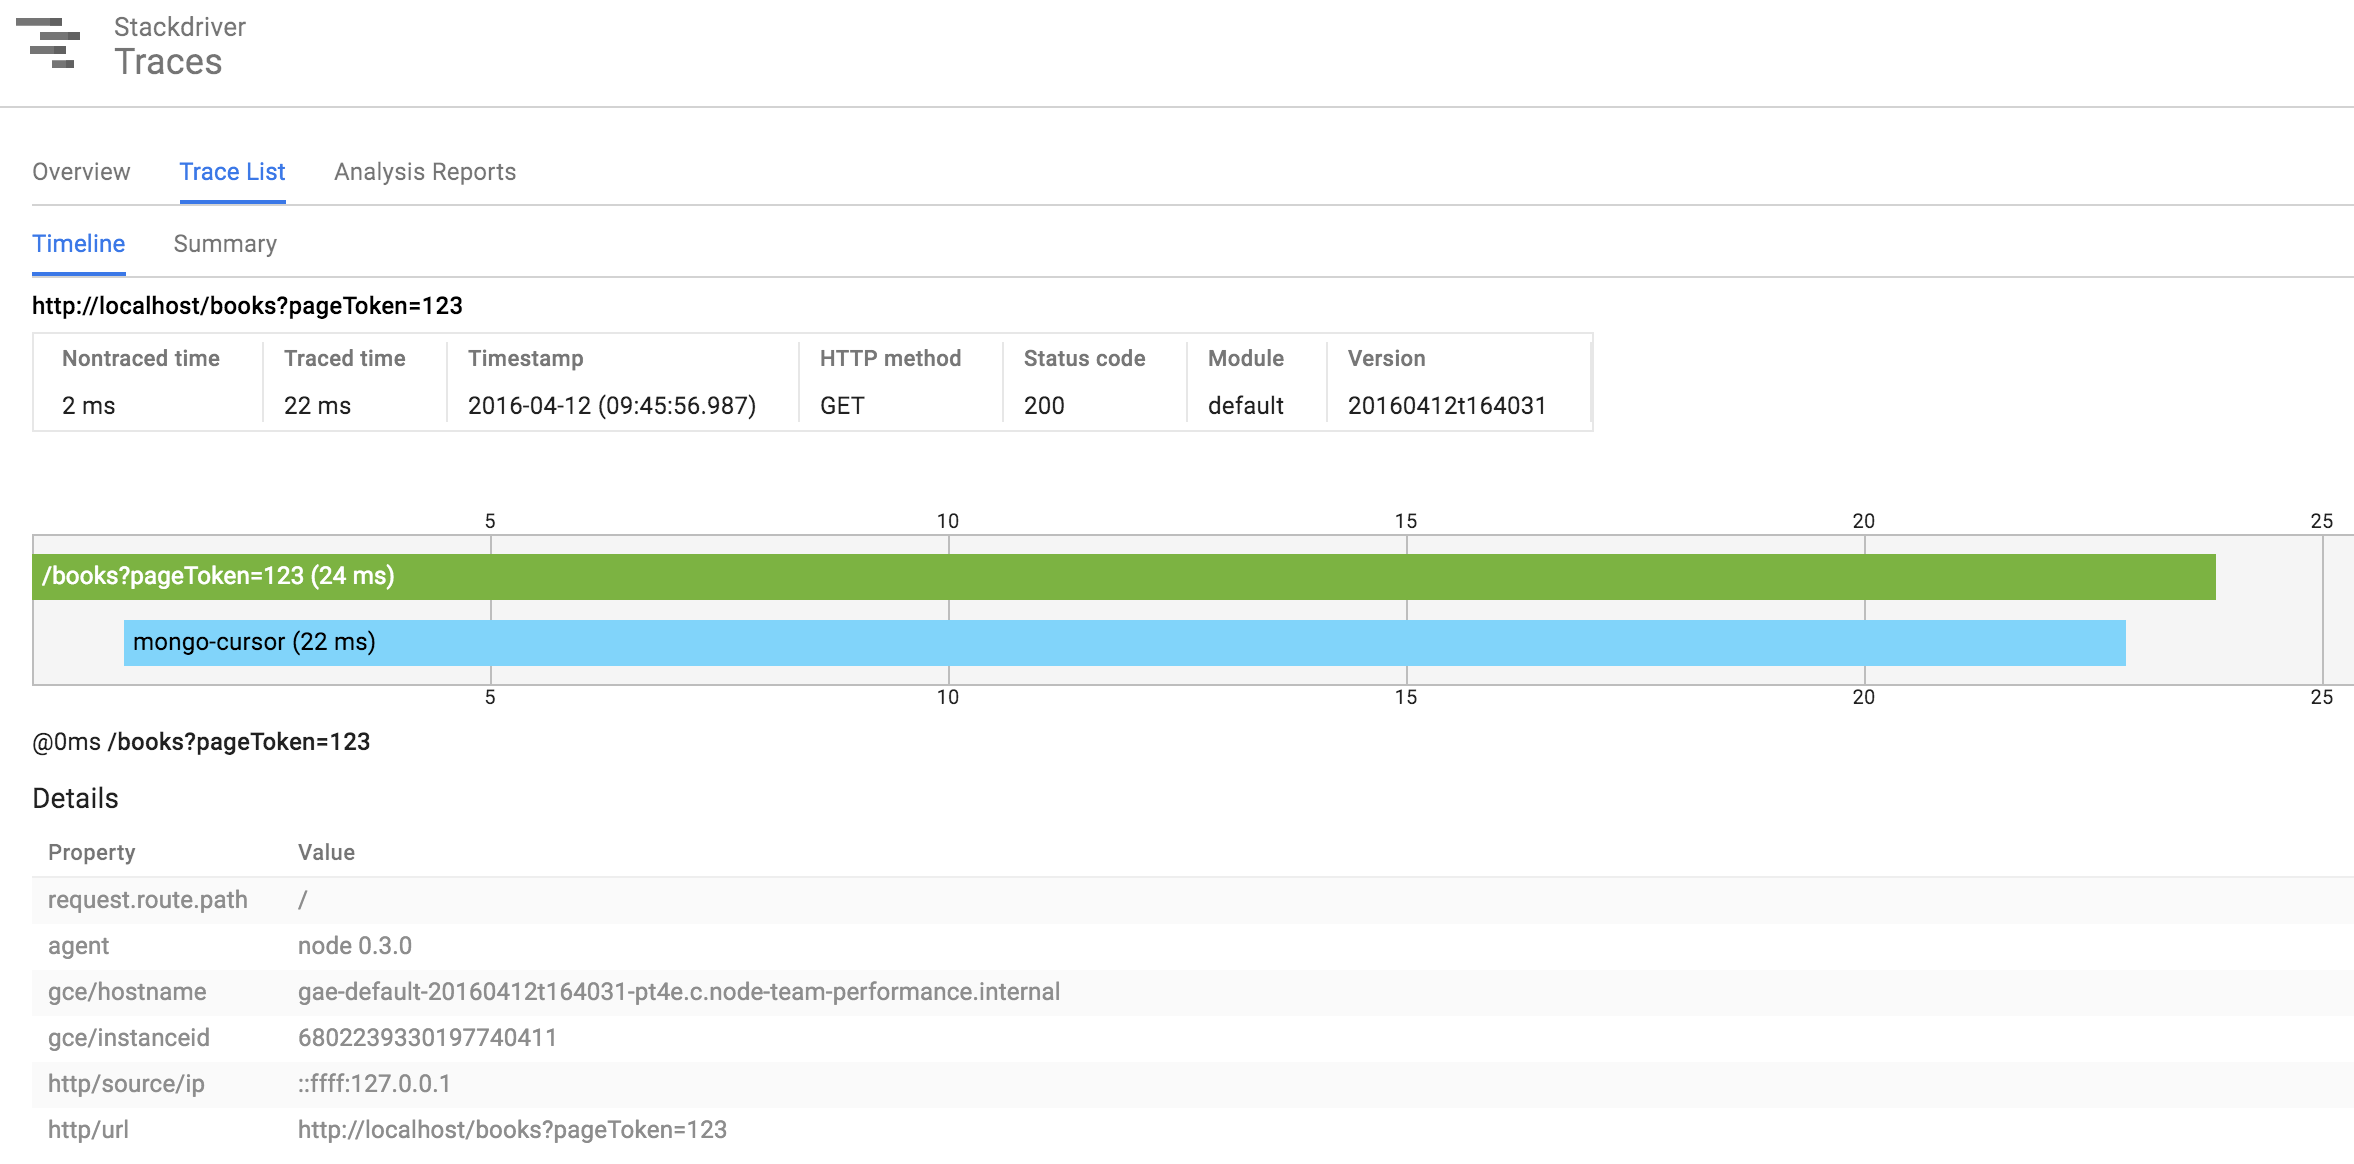 Stackdriver
Traces
Overview Trace List Analysis Reports
Timeline Summary
http://localhost/books?pageToken=123
Nontraced time Traced time Timestamp HTTP method Status code Module Version
2 ms 22 ms 2016-04-12 (09:45:56.987) GET 200 default 20160412t164031
5 10 15 20 25
/books?pageToken=123 (24 ms)
mongo-cursor (22 ms)
5 10 15 20 25
@0ms /books?pageToken=123
Details
Property Value
request.route.path /
agent node 0.3.0
gce/hostname gae-default-20160412t164031-pt4e.c.node-team-performance.internal
gce/instanceid 6802239330197740411
http/source/ip ::ffff:127.0.0.1
http/url http://localhost/books?pageToken=123